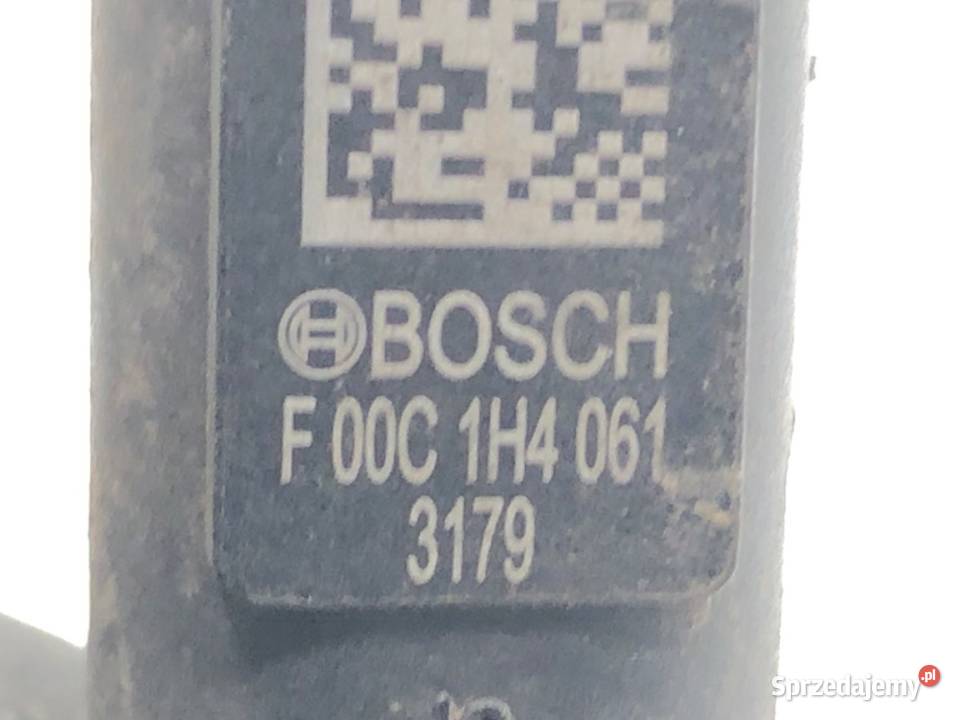 BOSCH
F 00C 1H4 061
3179
Sprzedajemy.pl